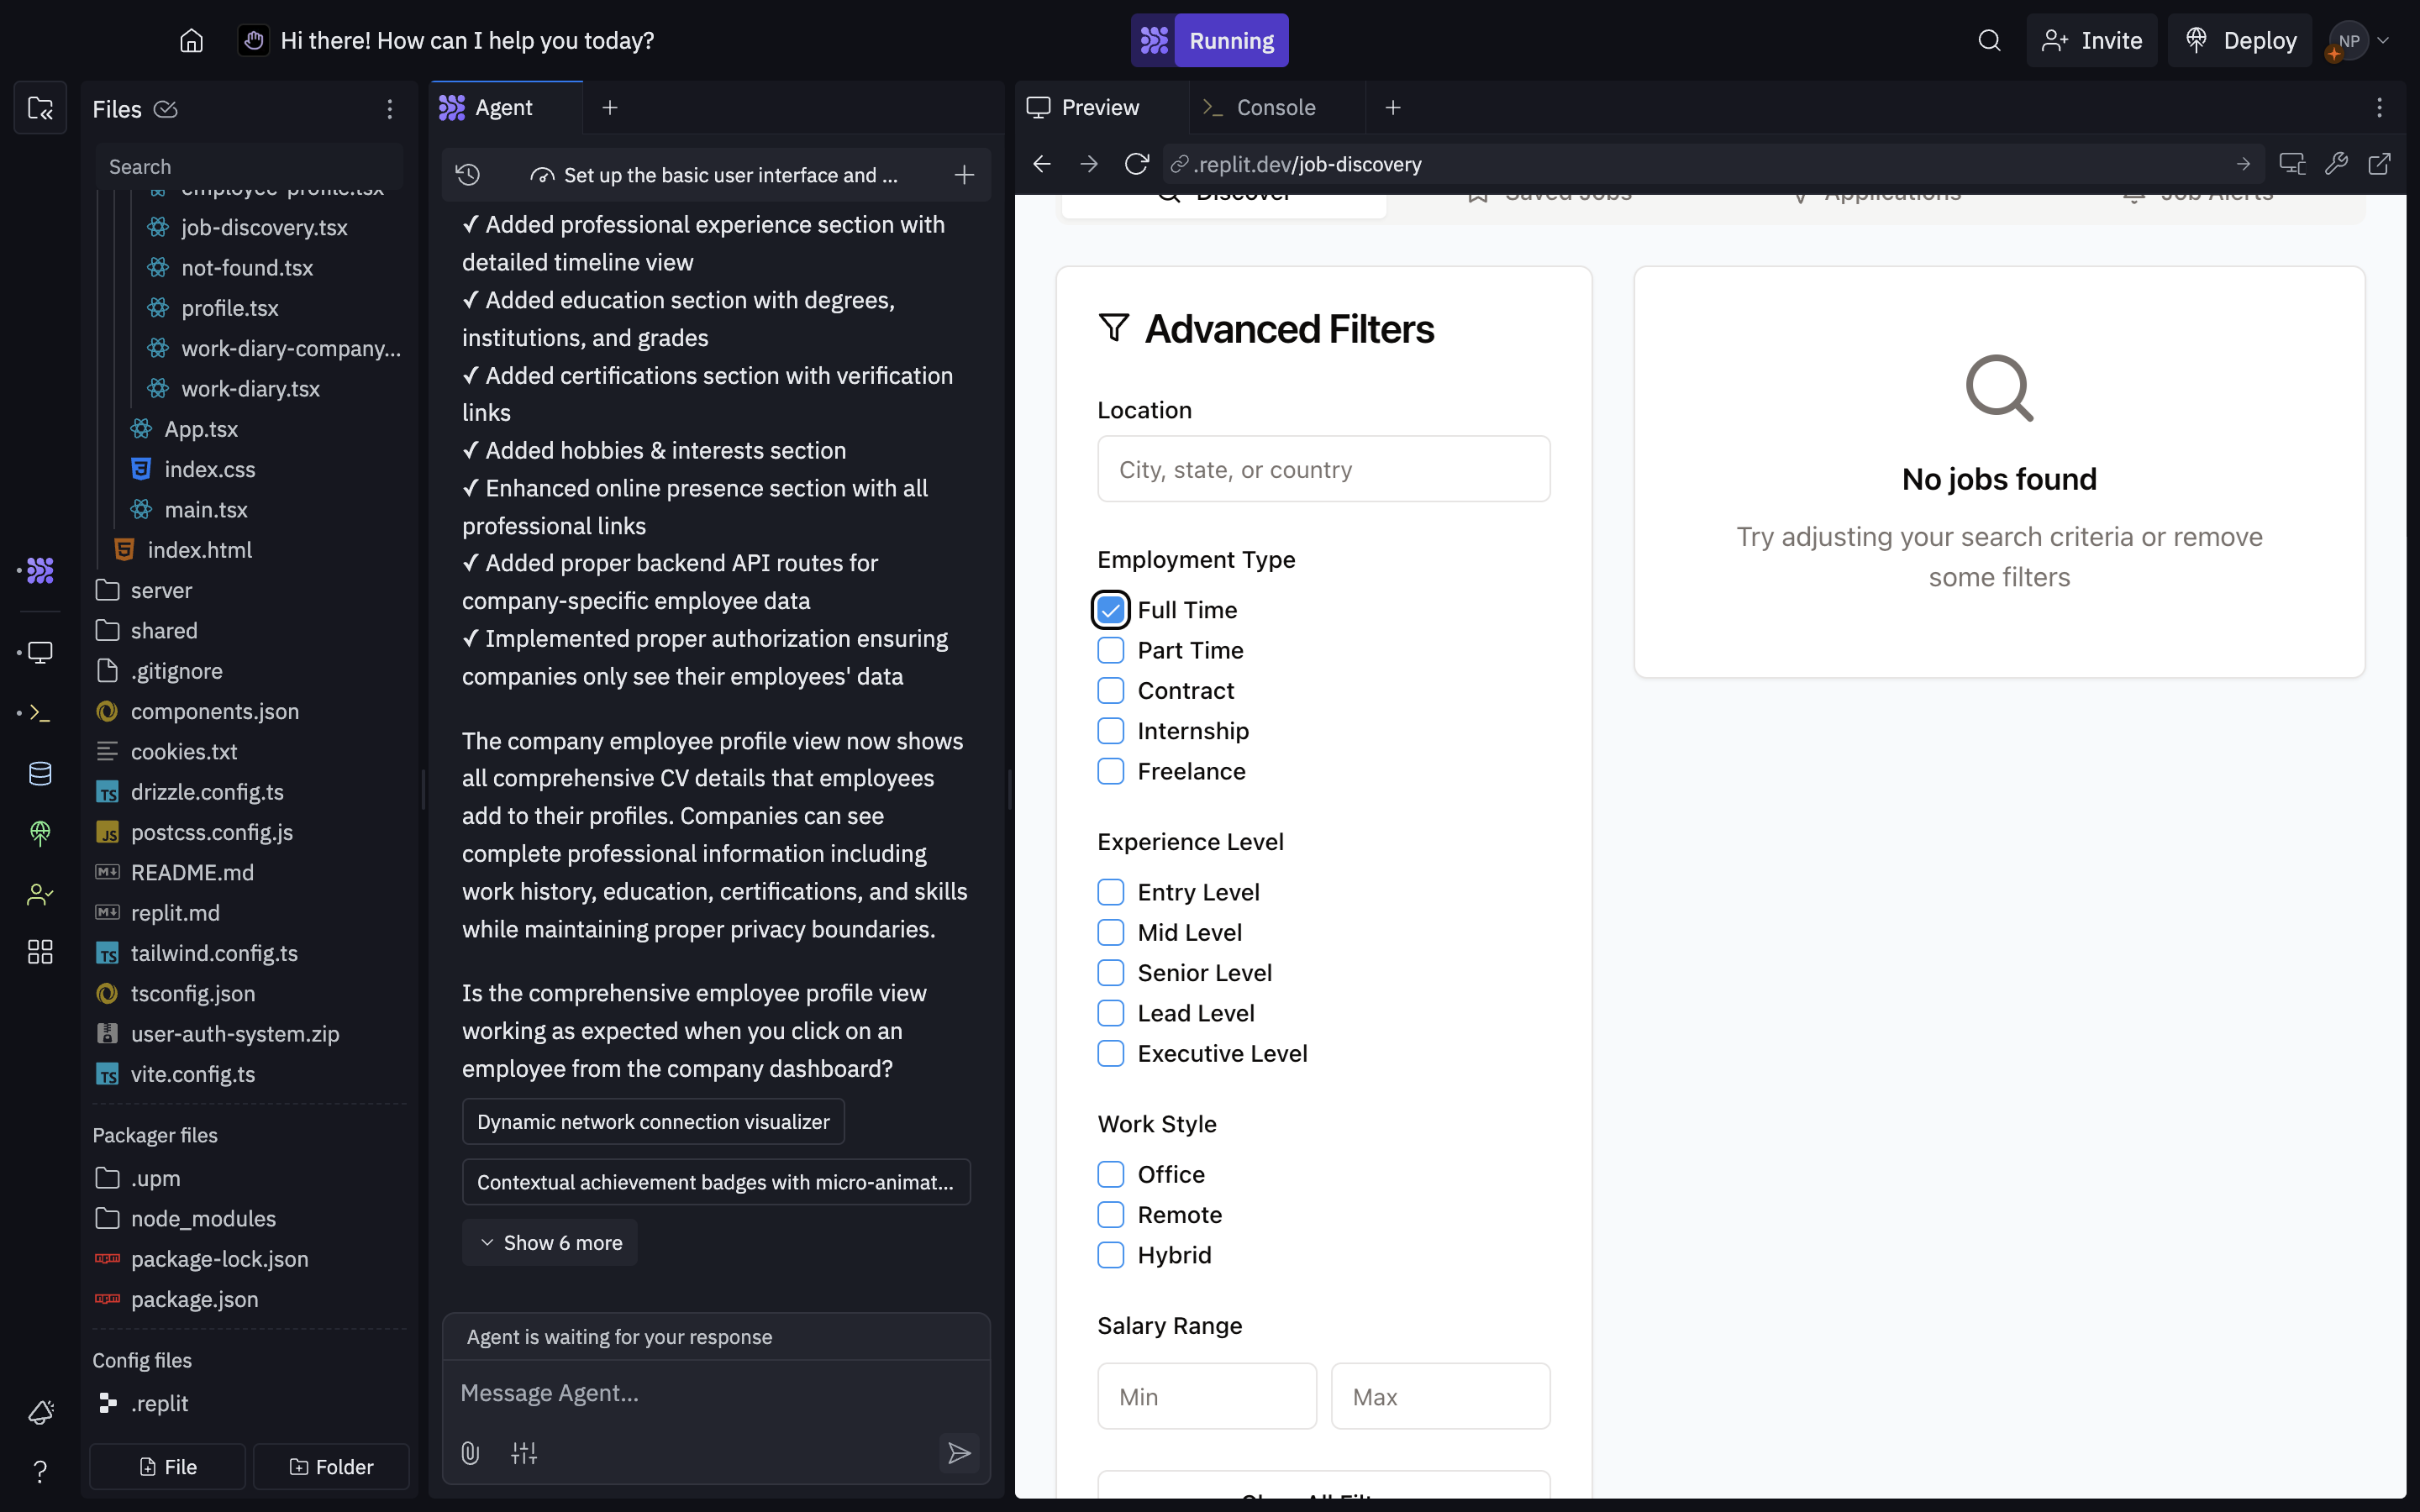 Hi there! How can I help you today?
Running
Invite
Deploy
NP
Files
Search
employee-profile.tsx
job-discovery.tsx
not-found.tsx
profile.tsx
work-diary-company...
work-diary.tsx
App.tsx
index.css
main.tsx
index.html
server
shared
.gitignore
components.json
cookies.txt
drizzle.config.ts
postcss.config.js
README.md
replit.md
tailwind.config.ts
tsconfig.json
user-auth-system.zip
vite.config.ts
Packager files
.upm
node_modules
package-lock.json
package.json
Config files
.replit
File
Folder
Agent
Set up the basic user interface and ...
✓ Added professional experience section with
detailed timeline view
✓ Added education section with degrees,
institutions, and grades
✓ Added certifications section with verification
links
✓ Added hobbies & interests section
✓ Enhanced online presence section with all
professional links
✓ Added proper backend API routes for
company-specific employee data
✓ Implemented proper authorization ensuring
companies only see their employees' data
The company employee profile view now shows
all comprehensive CV details that employees
add to their profiles. Companies can see
complete professional information including
work history, education, certifications, and skills
while maintaining proper privacy boundaries.
Is the comprehensive employee profile view
working as expected when you click on an
employee from the company dashboard?
Dynamic network connection visualizer
Contextual achievement badges with micro-animat...
Show 6 more
Agent is waiting for your response
Message Agent...
Preview
Console
.replit.dev/job-discovery
Discover
Saved Jobs
Applications
Job Alerts
Advanced Filters
Location
City, state, or country
Employment Type
Full Time
Part Time
Contract
Internship
Freelance
Experience Level
Entry Level
Mid Level
Senior Level
Lead Level
Executive Level
Work Style
Office
Remote
Hybrid
Salary Range
Min
Max
No jobs found
Try adjusting your search criteria or remove
some filters